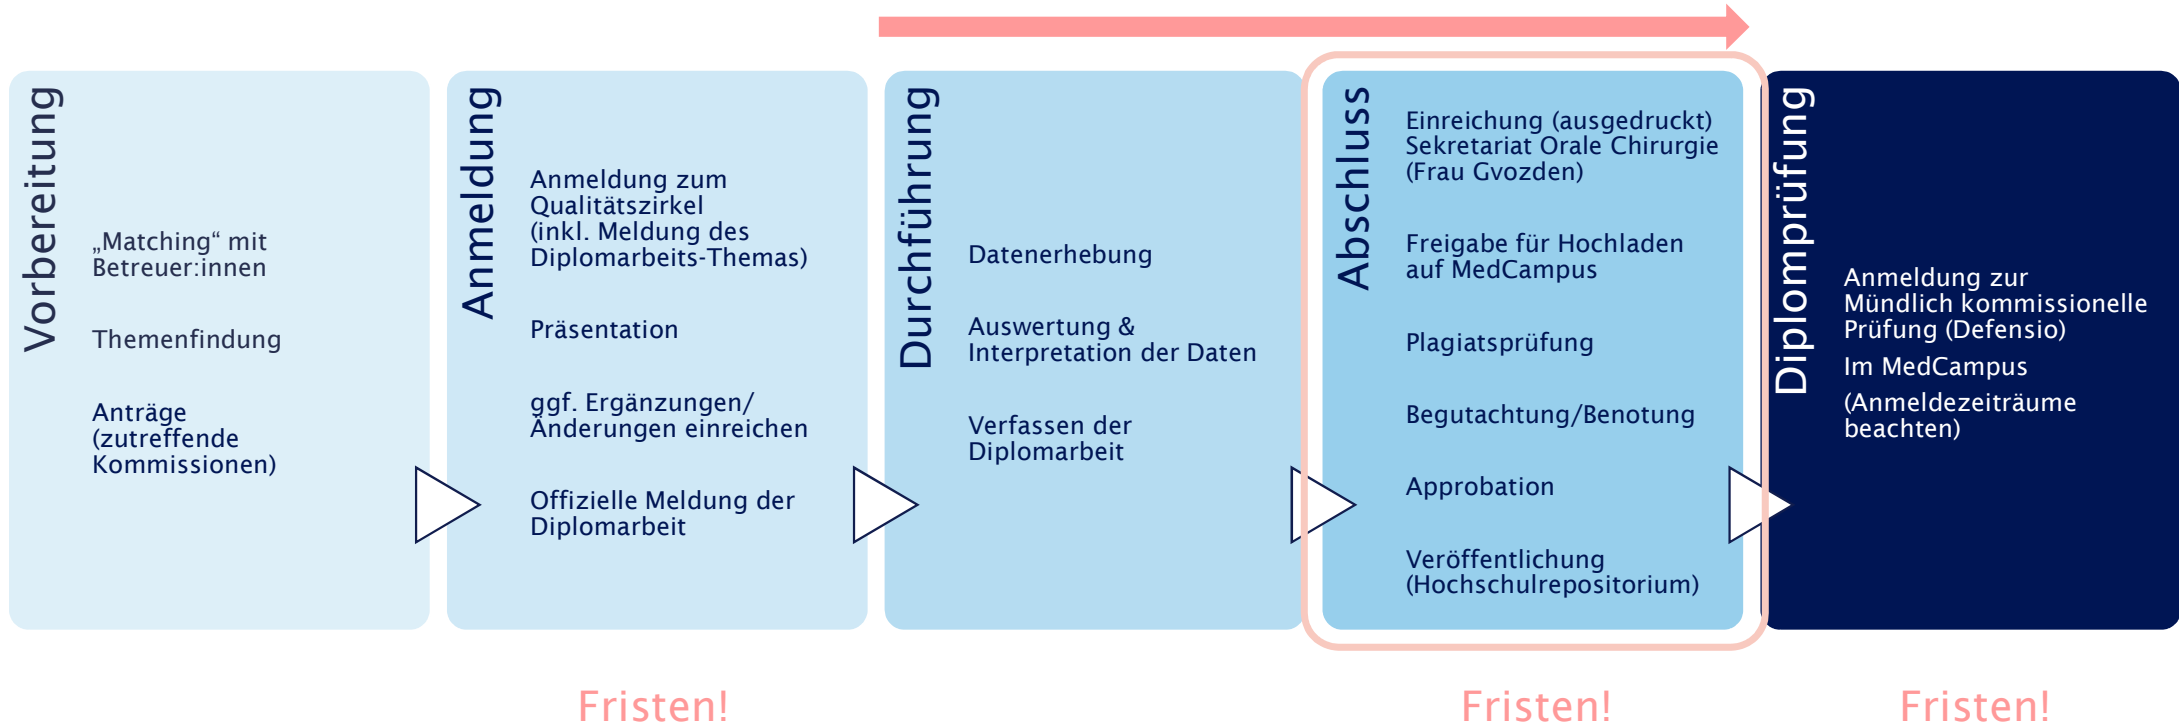 Vorbereitung
„Matching“ mit
Betreuer:innen
Themenfindung
Anträge
(zutreffende
Kommissionen)
Anmeldung
Anmeldung zum
Qualitätszirkel
(inkl. Meldung des
Diplomarbeits-Themas)
Präsentation
ggf. Ergänzungen/
Änderungen einreichen
Offizielle Meldung der
Diplomarbeit
Durchführung
Datenerhebung
Auswertung &
Interpretation der Daten
Verfassen der
Diplomarbeit
Abschluss
Einreichung (ausgedruckt)
Sekretariat Orale Chirurgie
(Frau Gvozden)
Freigabe für Hochladen
auf MedCampus
Plagiatsprüfung
Begutachtung/Benotung
Approbation
Veröffentlichung
(Hochschulrepositorium)
Diplomprüfung
Anmeldung zur
Mündlich kommissionelle
Prüfung (Defensio)
Im MedCampus
(Anmeldezeiträume
beachten)
Fristen!
Fristen!
Fristen!